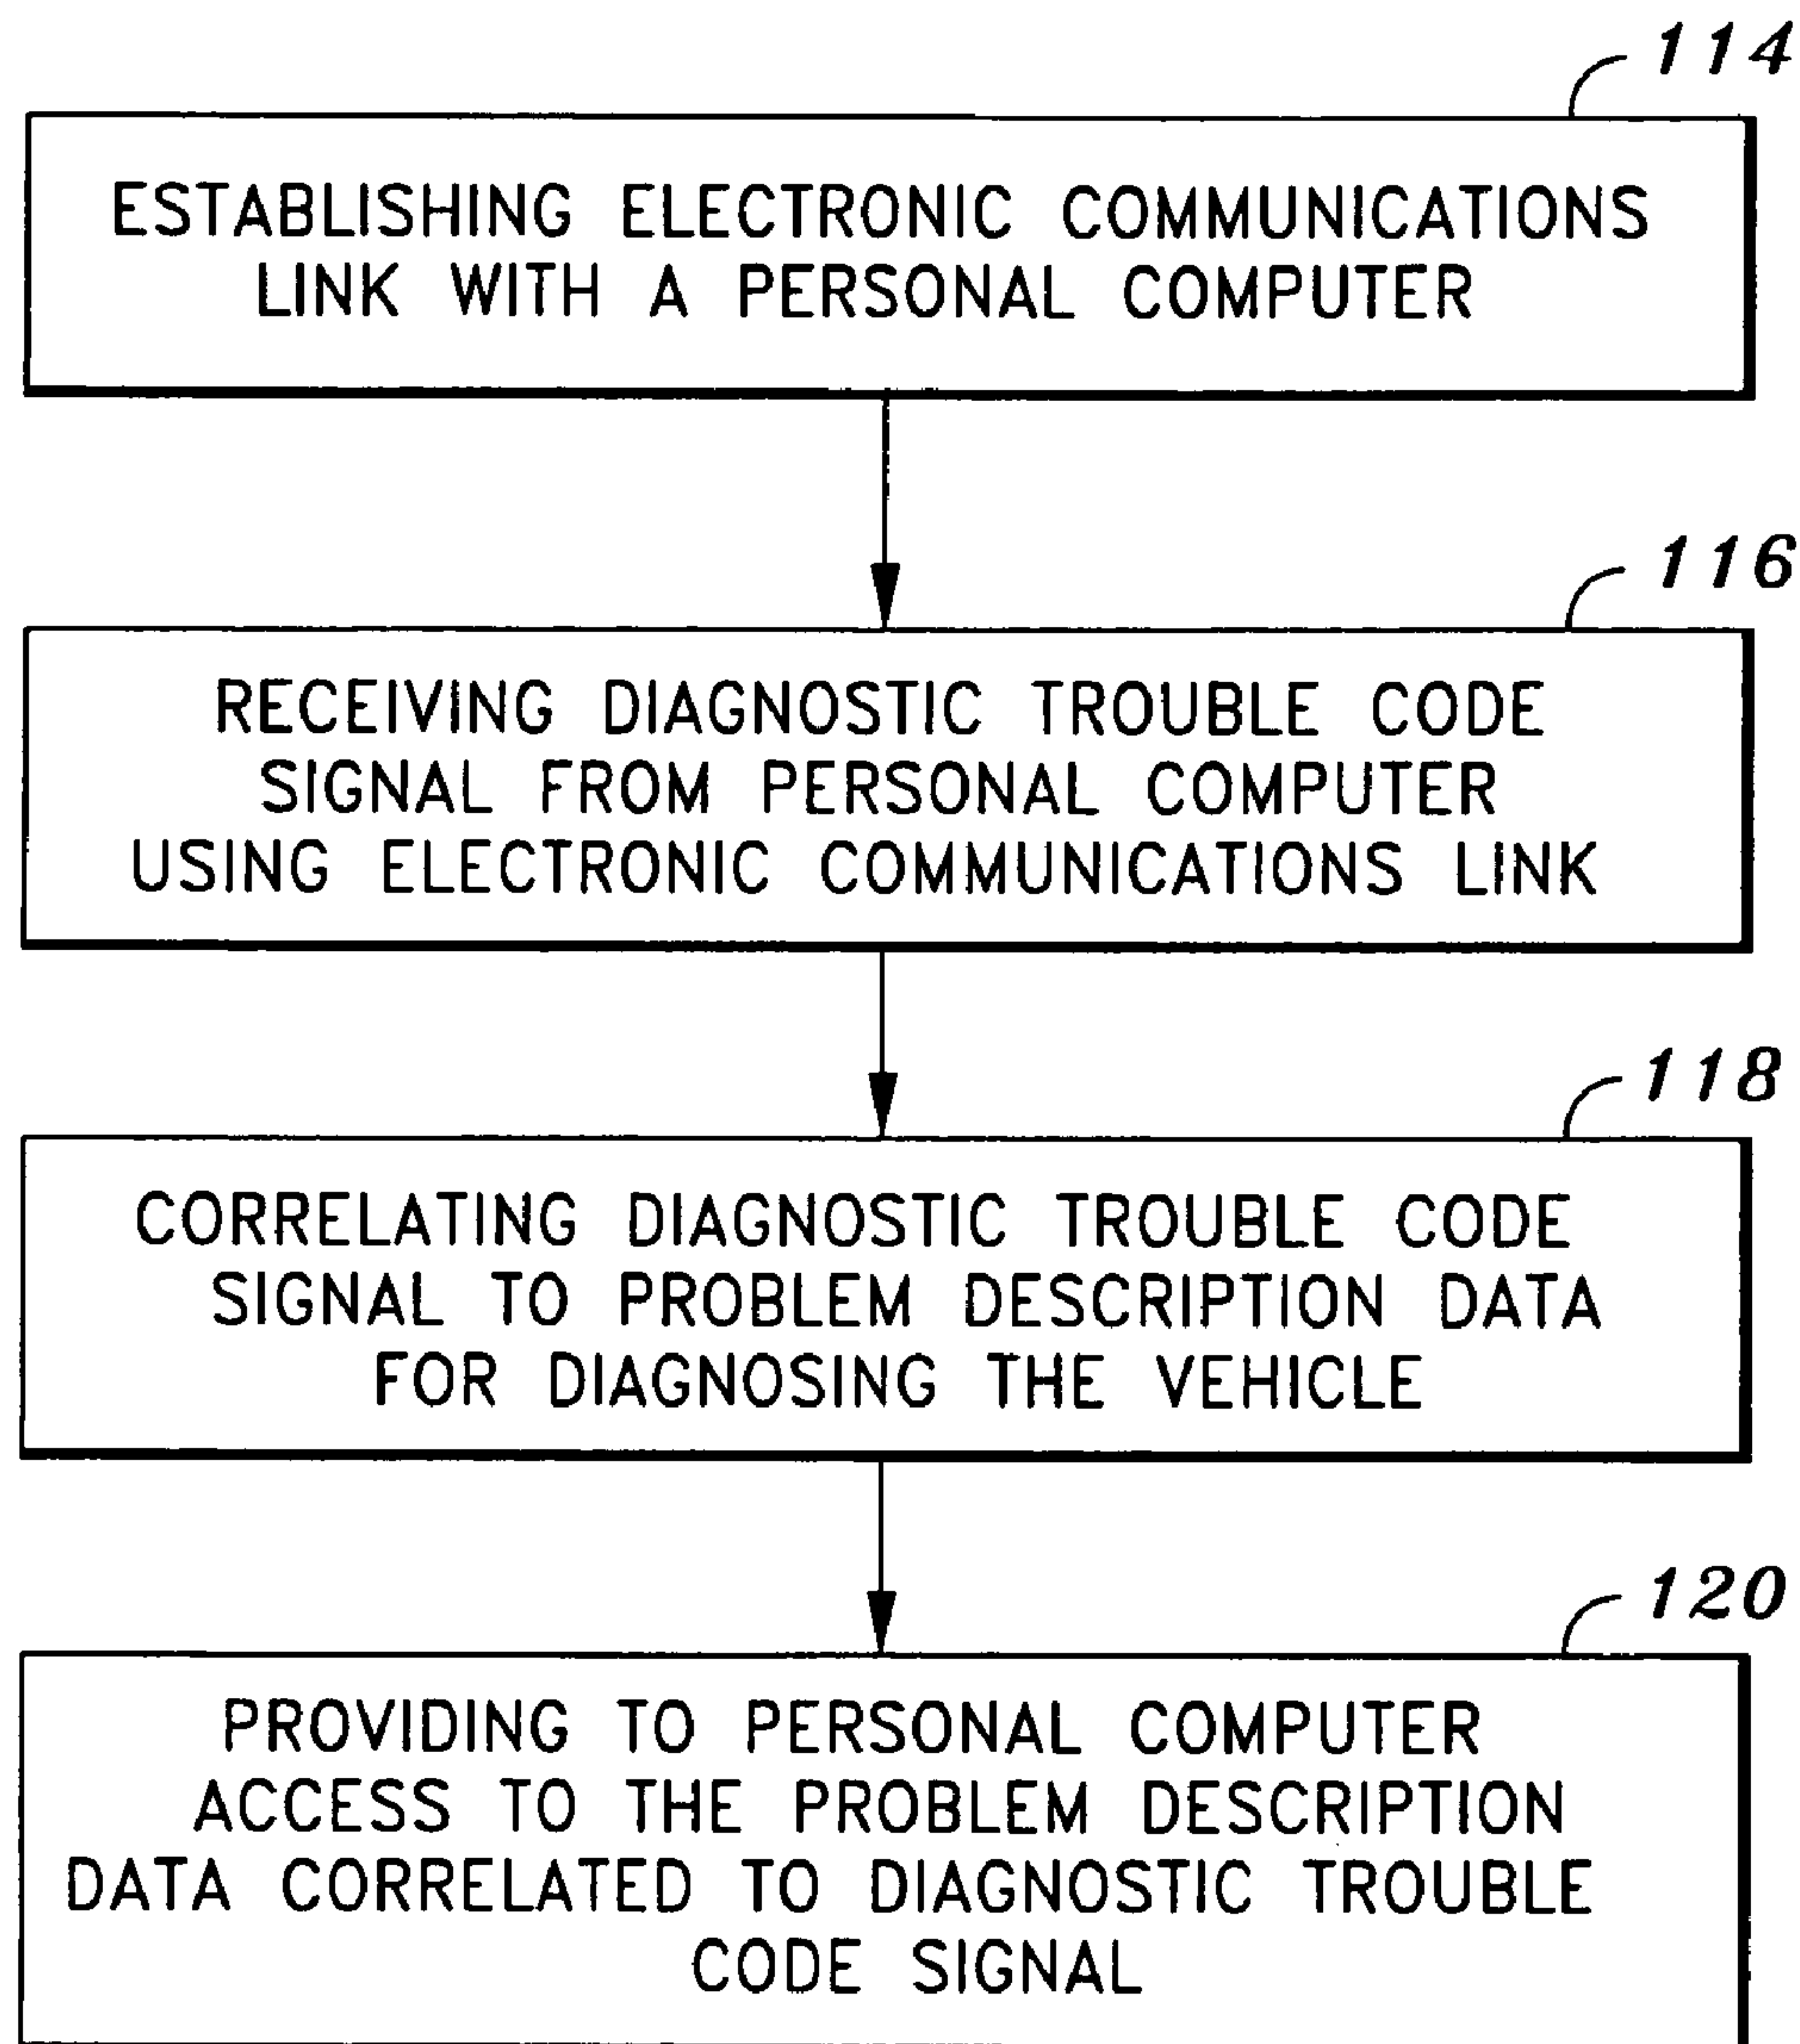 114
ESTABLISHING ELECTRONIC COMMUNICATIONS
LINK WITH A PERSONAL COMPUTER
116
RECEIVING DIAGNOSTIC TROUBLE CODE
SIGNAL FROM PERSONAL COMPUTER
USING ELECTRONIC COMMUNICATIONS LINK
118
CORRELATING DIAGNOSTIC TROUBLE CODE
SIGNAL TO PROBLEM DESCRIPTION DATA
FOR DIAGNOSING THE VEHICLE
120
PROVIDING TO PERSONAL COMPUTER
ACCESS TO THE PROBLEM DESCRIPTION
DATA CORRELATED TO DIAGNOSTIC TROUBLE
CODE SIGNAL